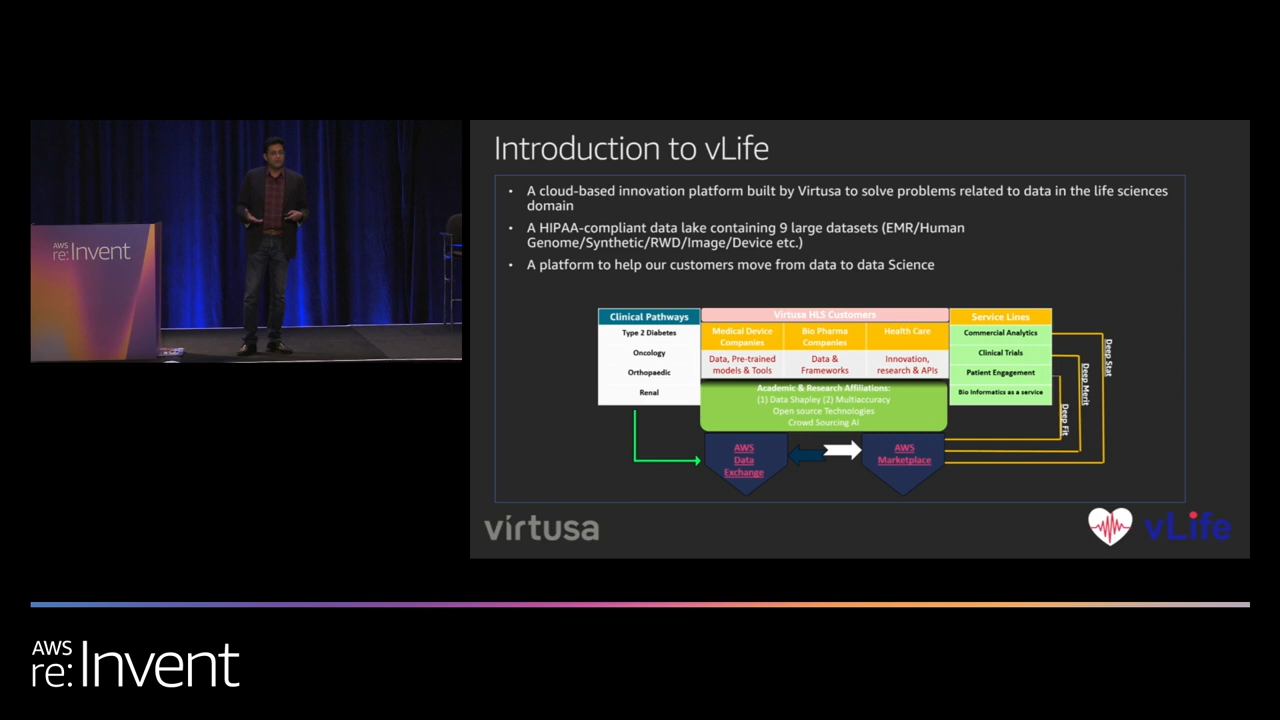 AWS
re:Invent
Introduction to vLife
• A cloud-based innovation platform built by Virtusa to solve problems related to data in the life sciences
domain
• A HIPAA-compliant data lake containing 9 large datasets (EMR/Human
Genome/Synthetic/RWD/Image/Device etc.)
• A platform to help our customers move from data to data Science
Clinical Pathways
Type 2 Diabetes
Oncology
Orthopaedic
Renal
Virtusa HLS Customers
Medical Device
Companies
Bio Pharma
Companies
Health Care
Data, Pre-trained
models & Tools
Data &
Frameworks
Innovation,
research & APIs
Academic & Research Affiliations:
(1) Data Shapley (2) Multiaccuracy
Open source Technologies
Crowd Sourcing AI
Service Lines
Commercial Analytics
Clinical Trials
Patient Engagement
Bio Informatics as a service
Deep Stat
Deep Merit
Deep Fit
AWS
Data
Exchange
AWS
Marketplace
virtusa
vLife
AWS
re:Invent